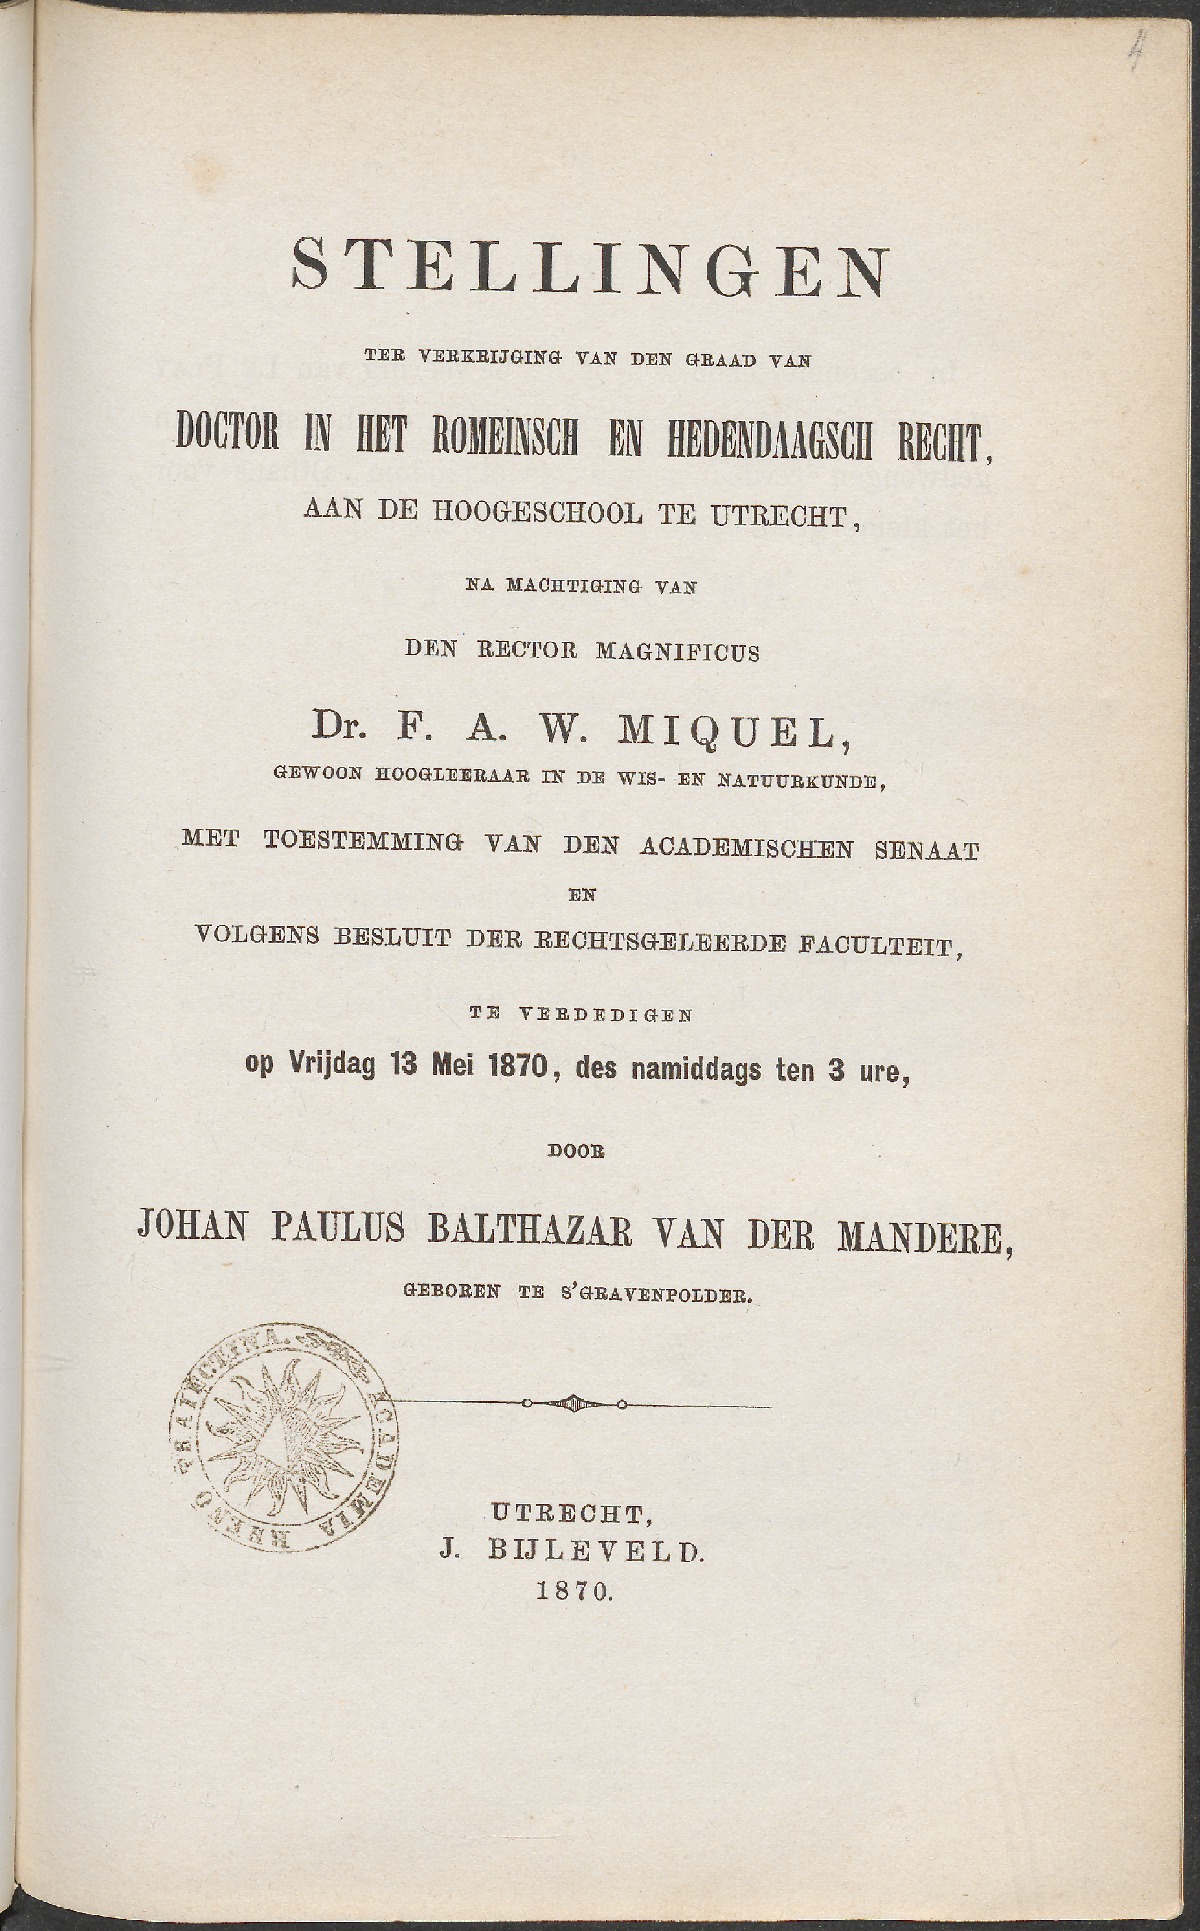 STELLINGEN
TER VERKRIJGING VAN DEN GRAAD VAN
DOCTOR IN HET ROMEINSCH EN HEDENDAAGSCH RECHT,
AAN DE HOOGESCHOOL TE UTRECHT,
NA MACHTIGING VAN
DEN RECTOR MAGNIFICUS
Dr. F. A. W. MIQUEL,
GEWOON HOOGLEERAAR IN DE WIS- EN NATUURKUNDE,
MET TOESTEMMING VAN DEN ACADEMISCHEN SENAAT
EN
VOLGENS BESLUIT DER RECHTSGELEERDE FACULTEIT,
TE VERDEDIGEN
op Vrijdag 13 Mei 1870, des namiddags ten 3 ure,
DOOR
JOHAN PAULUS BALTHAZAR VAN DER MANDERE,
GEBOREN TE S'GRAVENPOLDER.
ACADEMIA RHENO TRAIECTINA.
UTRECHT,
J. BIJLEVELD.
1870.